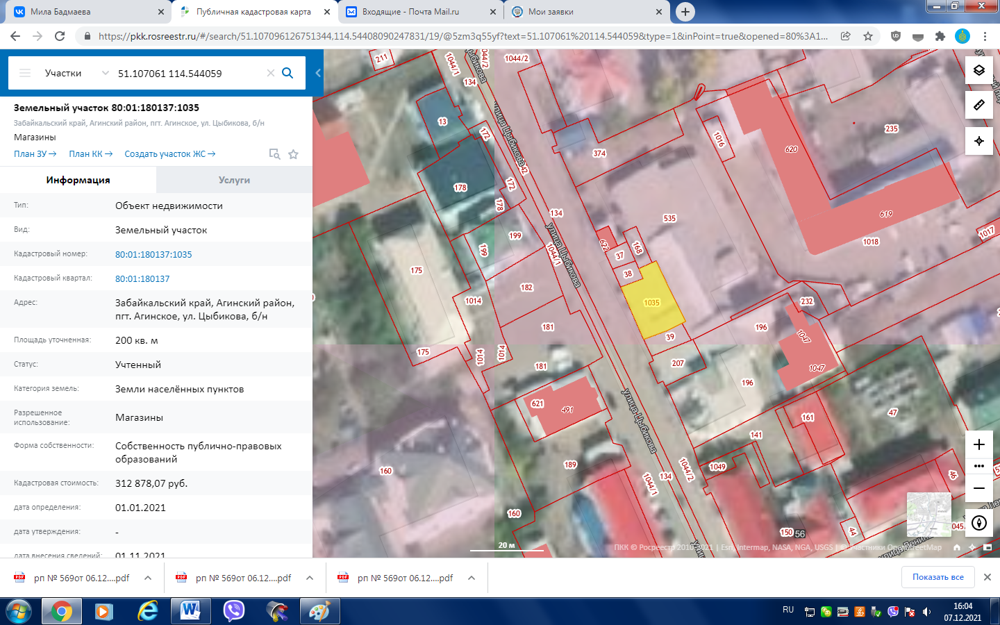 Мила Бадмаева
Публичная кадастровая карта
Входящие - Почта Mail.ru
Мои заявки
https://pkk.rosreestr.ru/#/search/51.107096126751344,114.54408090247831/19/@5zm3q55yf?text=51.107061%20114.544059&type=1&inPoint=true&opened=80%3A1...
Участки
51.107061 114.544059
Земельный участок 80:01:180137:1035
Забайкальский край, Агинский район, пгт. Агинское, ул. Цыбикова, б/н
Магазины
План ЗУ → План КК → Создать участок ЖС →
Информация
Услуги
Тип: Объект недвижимости
Вид: Земельный участок
Кадастровый номер: 80:01:180137:1035
Кадастровый квартал: 80:01:180137
Адрес: Забайкальский край, Агинский район,
пгт. Агинское, ул. Цыбикова, б/н
Площадь уточненная: 200 кв. м
Статус: Учтенный
Категория земель: Земли населённых пунктов
Разрешенное
использование:
Магазины
Форма собственности: Собственность публично-правовых
образований
Кадастровая стоимость: 312 878,07 руб.
дата определения: 01.01.2021
дата утверждения: -
дата внесения сведений: 01.11.2021
211
1044/1
1044/2
1044/2
134
13
172
улица Цыбикова
374
1016
620
235
178
172
178
42
134
535
619
199
199
1044/1
улица Цыбикова
622
37
168
1017
1018
175
38
182
1014
1035
232
181
39
196
1047
175
1014
1014
181
207
1047
196
621
491
улица Цыбикова
161
47
141
189
160
1044/1
134
1044/2
1049
46
160
150
56
44
20 м
ПКК © Росреестр 2010-2021 | Esri, Intermap, NASA, NGA, USGS | © Участники OpenStreetMap
рп № 569от 06.12....pdf
рп № 569от 06.12....pdf
рп № 569от 06.12....pdf
Показать все
RU
16:04
07.12.2021